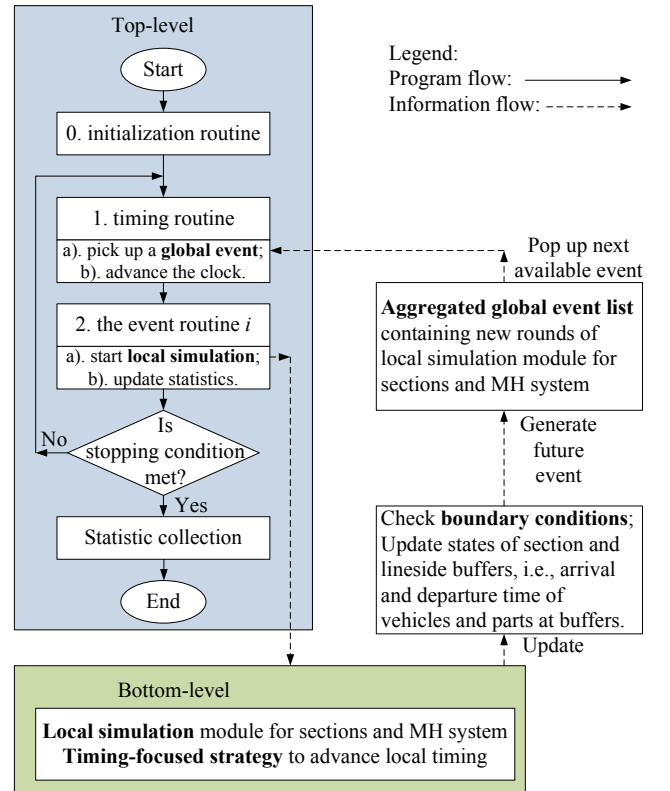 Top-level
Start
0. initialization routine
1. timing routine
a). pick up a global event;
b). advance the clock.
2. the event routine i
a). start local simulation;
b). update statistics.
Is
stopping condition
met?
No
Yes
Statistic collection
End
Legend:
Program flow:
Information flow:
Pop up next
available event
Aggregated global event list
containing new rounds of
local simulation module for
sections and MH system
Generate
future
event
Check boundary conditions;
Update states of section and
lineside buffers, i.e., arrival
and departure time of
vehicles and parts at buffers.
Update
Bottom-level
Local simulation module for sections and MH system
Timing-focused strategy to advance local timing